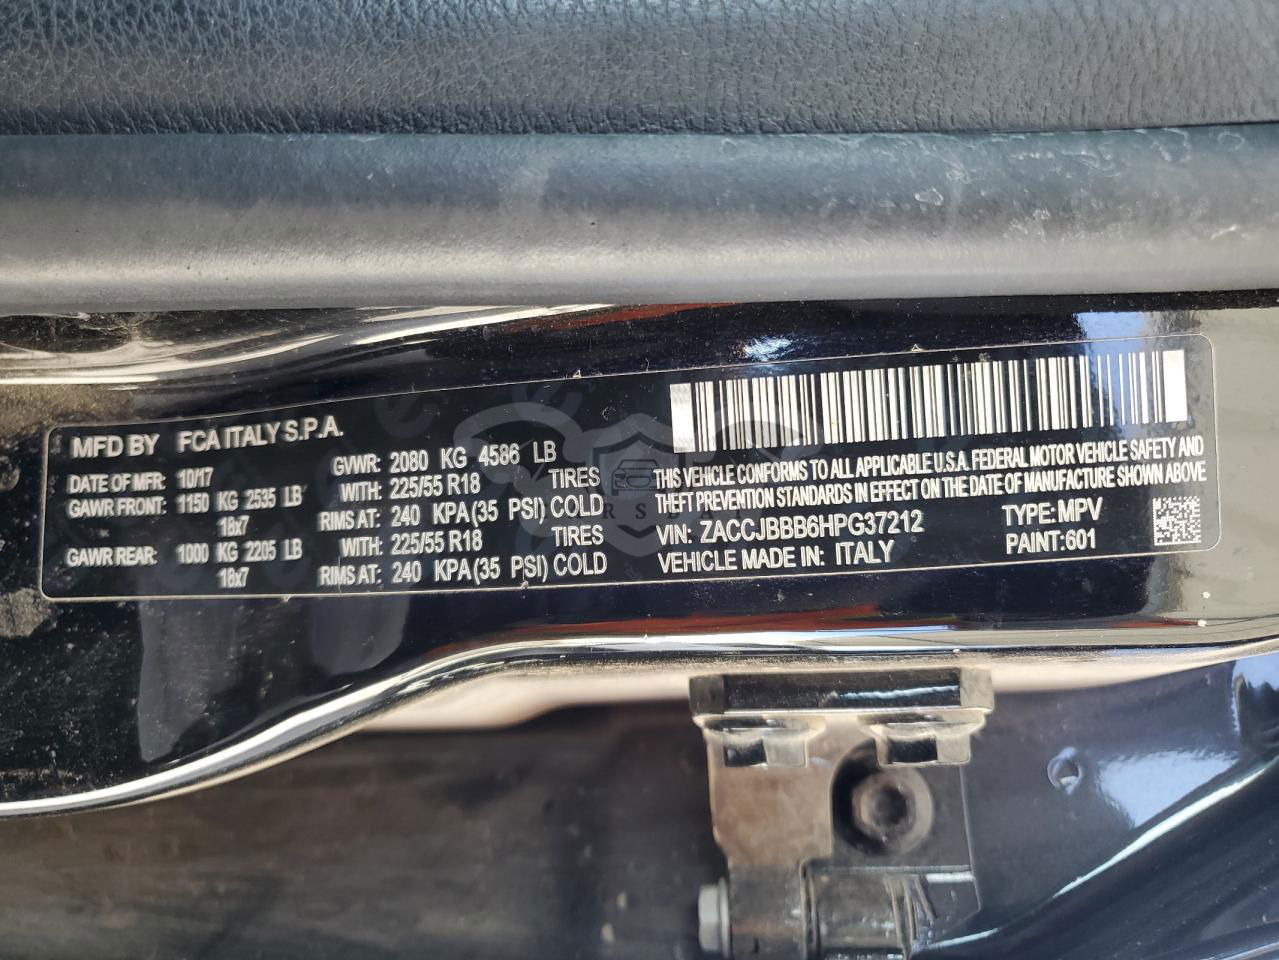 MFD BY FCA ITALY S.P.A.
DATE OF MFR: 10/17 GVWR: 2080 KG 4586 LB
GAWR FRONT: 1150 KG 2535 LB WITH: 225/55 R18 TIRES
18x7 RIMS AT: 240 KPA(35 PSI) COLD
GAWR REAR: 1000 KG 2205 LB WITH: 225/55 R18 TIRES
18x7 RIMS AT: 240 KPA(35 PSI) COLD
THIS VEHICLE CONFORMS TO ALL APPLICABLE U.S.A. FEDERAL MOTOR VEHICLE SAFETY AND
THEFT PREVENTION STANDARDS IN EFFECT ON THE DATE OF MANUFACTURE SHOWN ABOVE
VIN: ZACCJBBB6HPG37212 TYPE: MPV
VEHICLE MADE IN: ITALY PAINT: 601